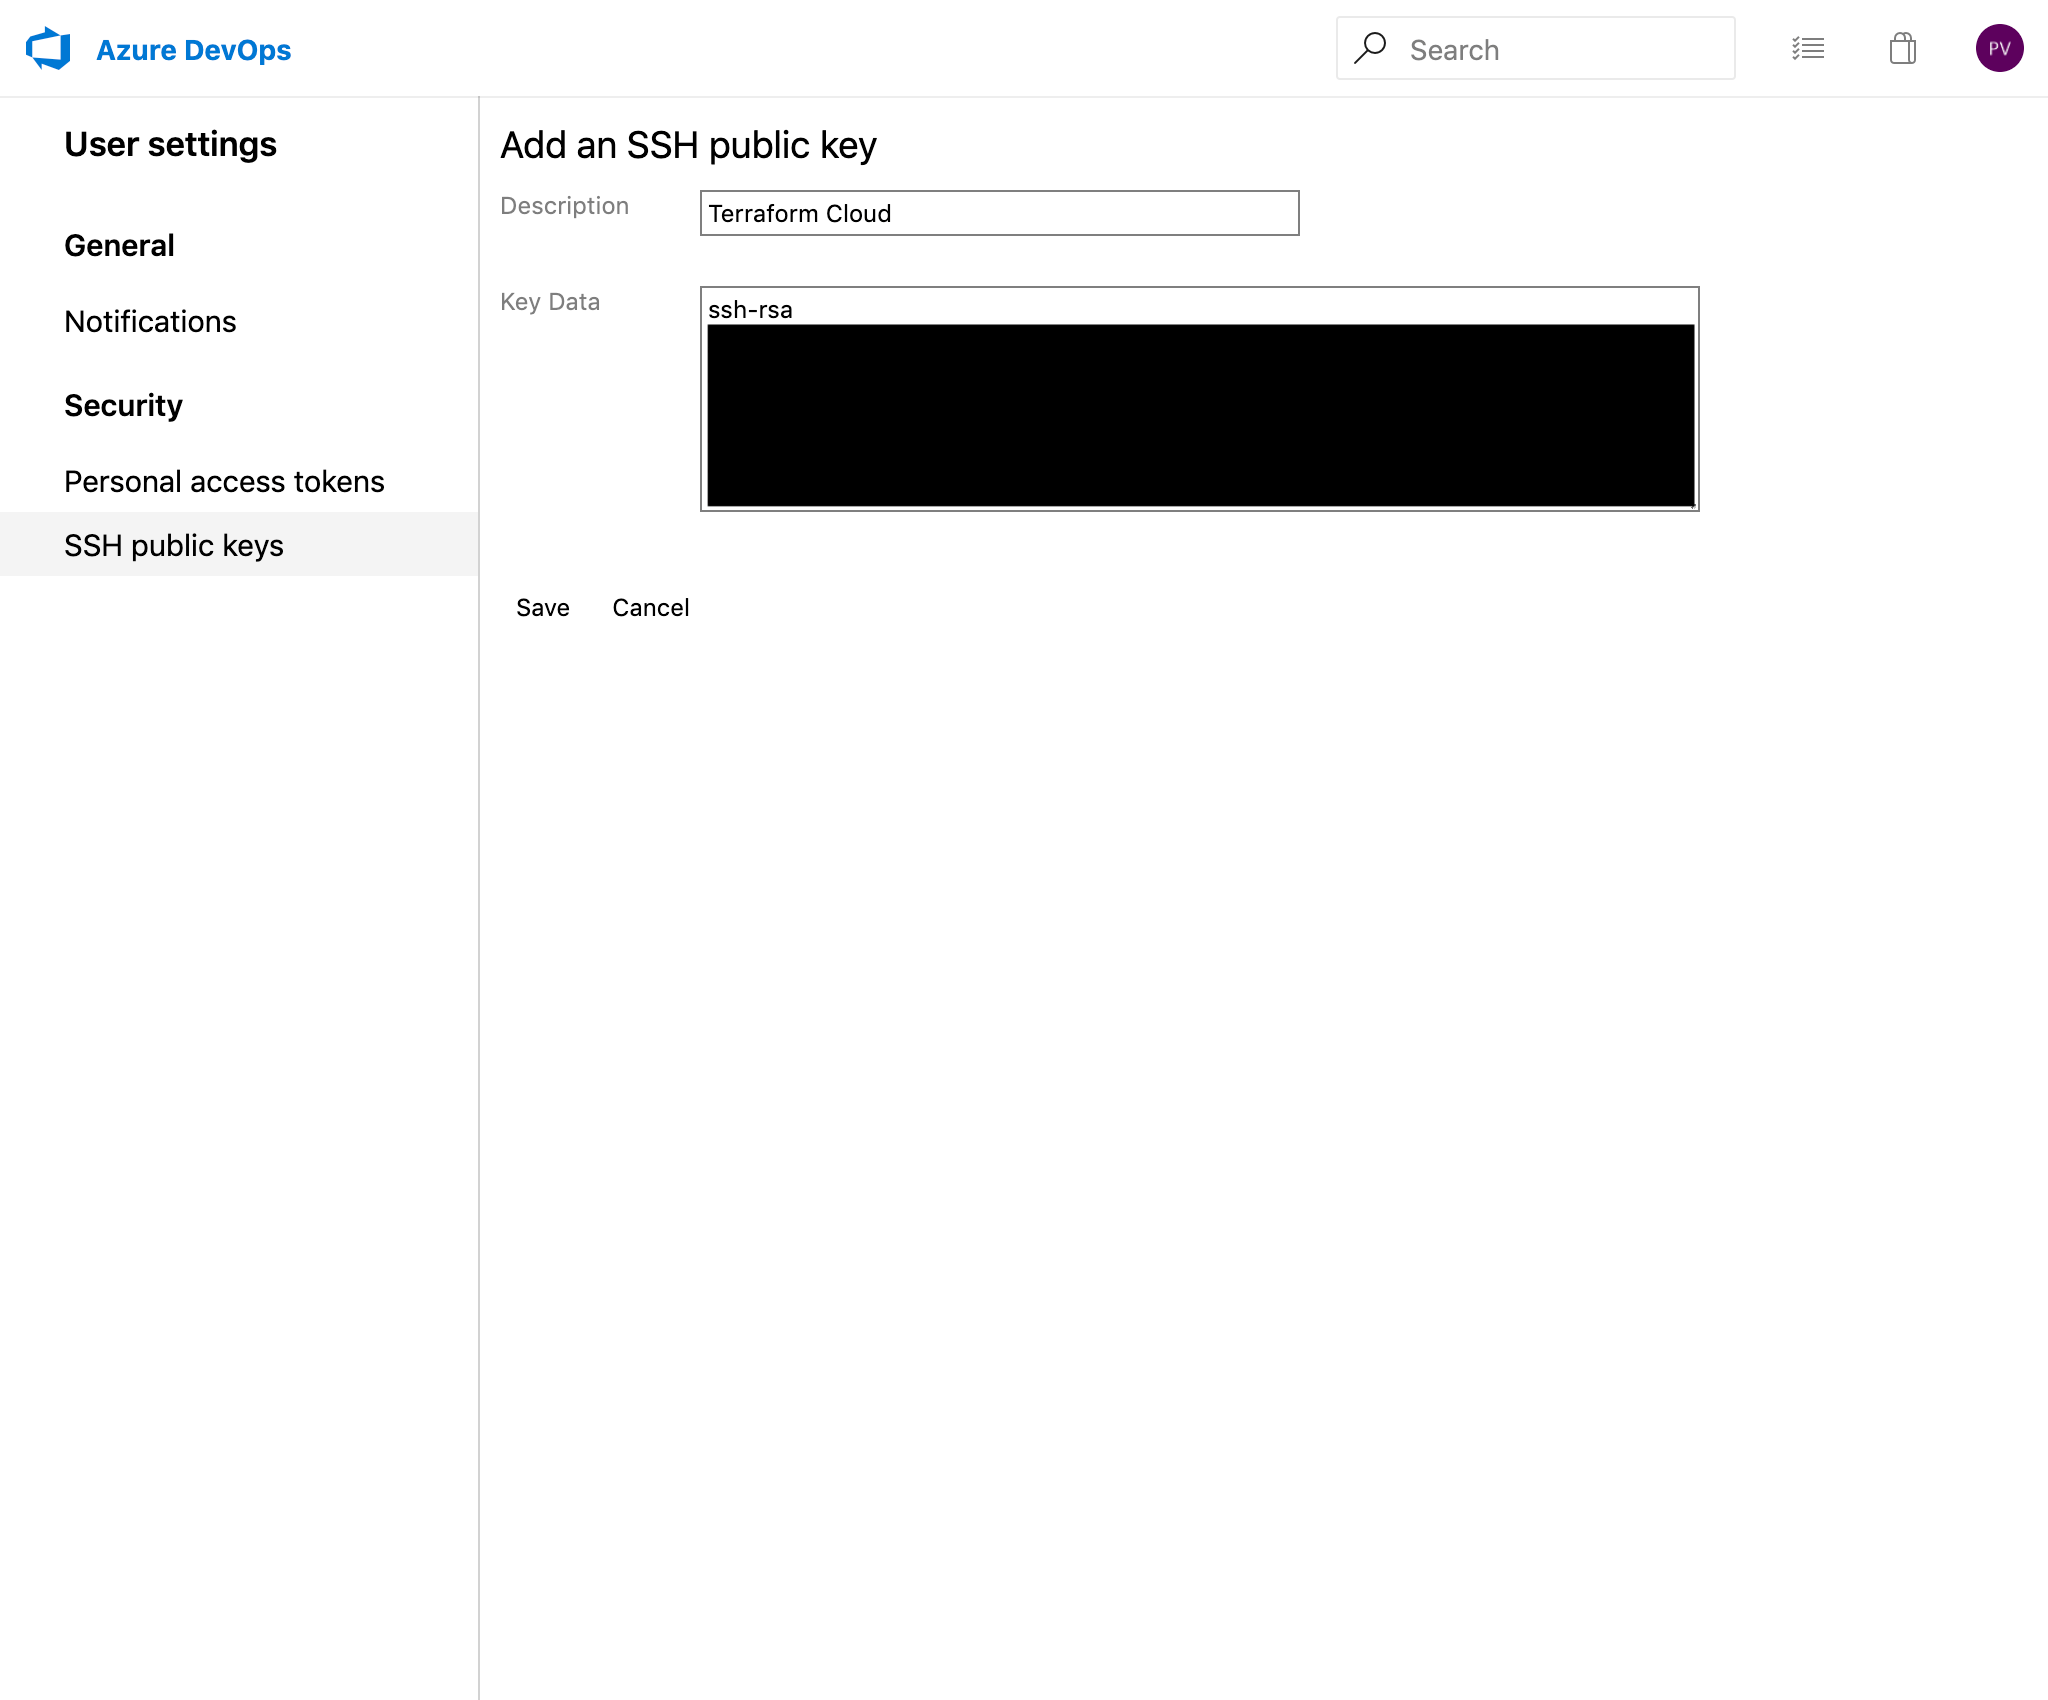 Azure DevOps
Search
PV
User settings
General
Notifications
Security
Personal access tokens
SSH public keys
Add an SSH public key
Description
Terraform Cloud
Key Data
ssh-rsa
Save
Cancel